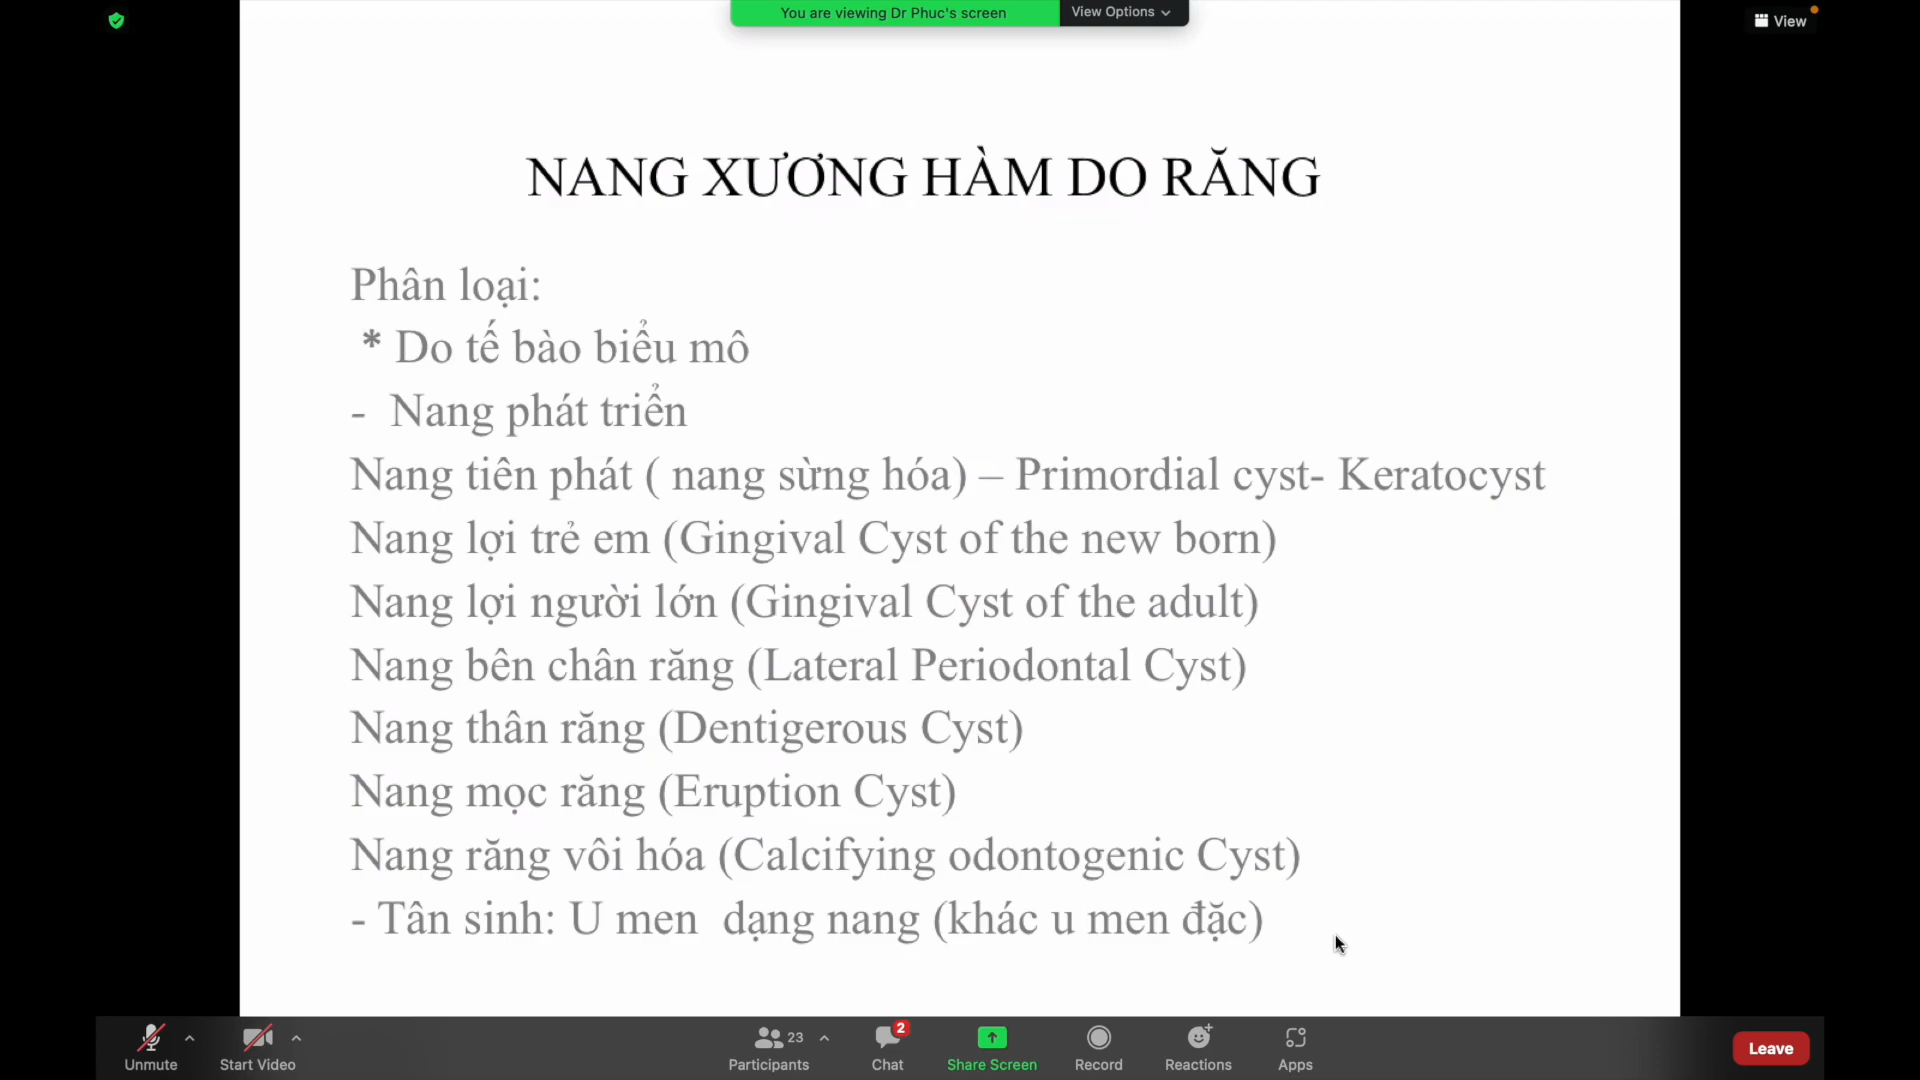 You are viewing Dr Phuc's screen
View Options
View
NANG XƯƠNG HÀM DO RĂNG
Phân loại:
* Do tế bào biểu mô
- Nang phát triển
Nang tiên phát ( nang sừng hóa) – Primordial cyst- Keratocyst
Nang lợi trẻ em (Gingival Cyst of the new born)
Nang lợi người lớn (Gingival Cyst of the adult)
Nang bên chân răng (Lateral Periodontal Cyst)
Nang thân răng (Dentigerous Cyst)
Nang mọc răng (Eruption Cyst)
Nang răng vôi hóa (Calcifying odontogenic Cyst)
- Tân sinh: U men dạng nang (khác u men đặc)
23
2
Unmute
Start Video
Participants
Chat
Share Screen
Record
Reactions
Apps
Leave